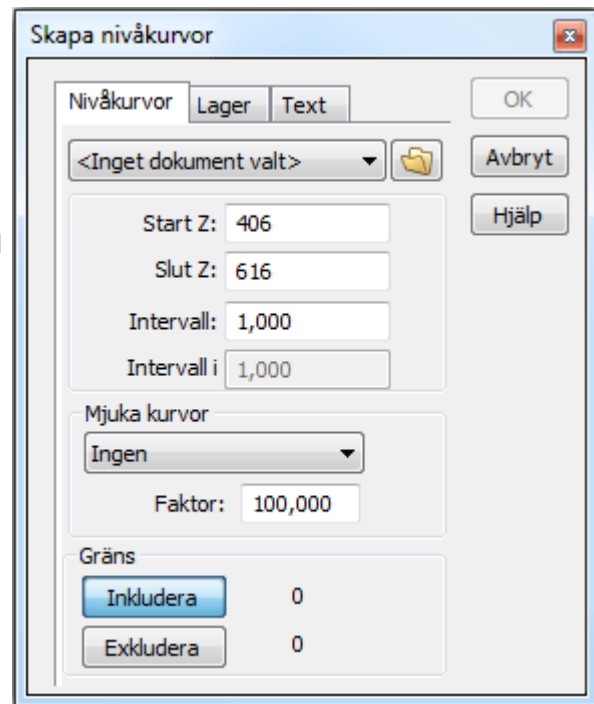 Skapa nivåkurvor
Nivåkurvor Lager Text
OK
<Inget dokument valt>
Avbryt
Hjälp
Start Z: 406
Slut Z: 616
Intervall: 1,000
Intervall i 1,000
Mjuka kurvor
Ingen
Faktor: 100,000
Gräns
Inkludera 0
Exkludera 0